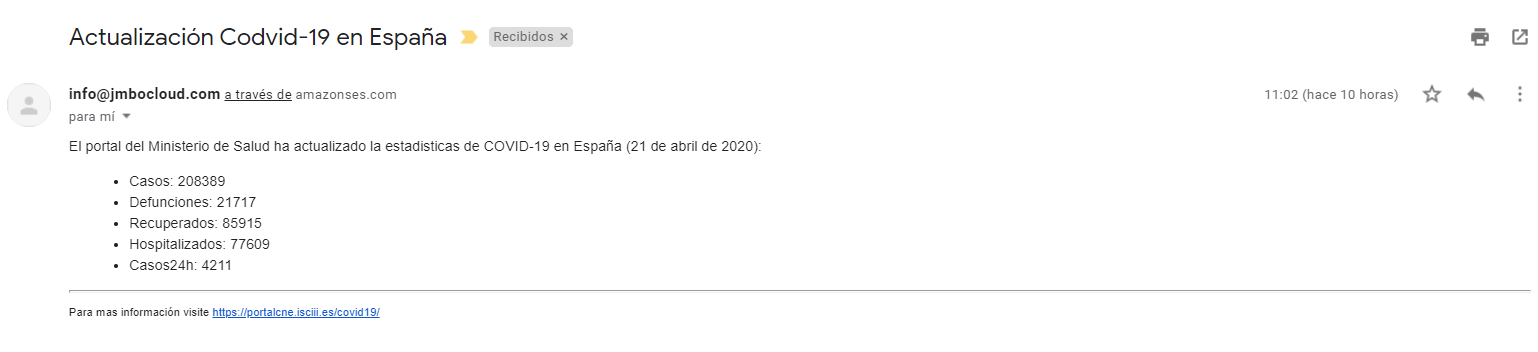 Actualización Codvid-19 en España Recibidos ×
info@jmbocloud.com a través de amazonses.com 11:02 (hace 10 horas)
para mí
El portal del Ministerio de Salud ha actualizado la estadisticas de COVID-19 en España (21 de abril de 2020):
• Casos: 208389
• Defunciones: 21717
• Recuperados: 85915
• Hospitalizados: 77609
• Casos24h: 4211
Para mas información visite https://portalcne.isciii.es/covid19/